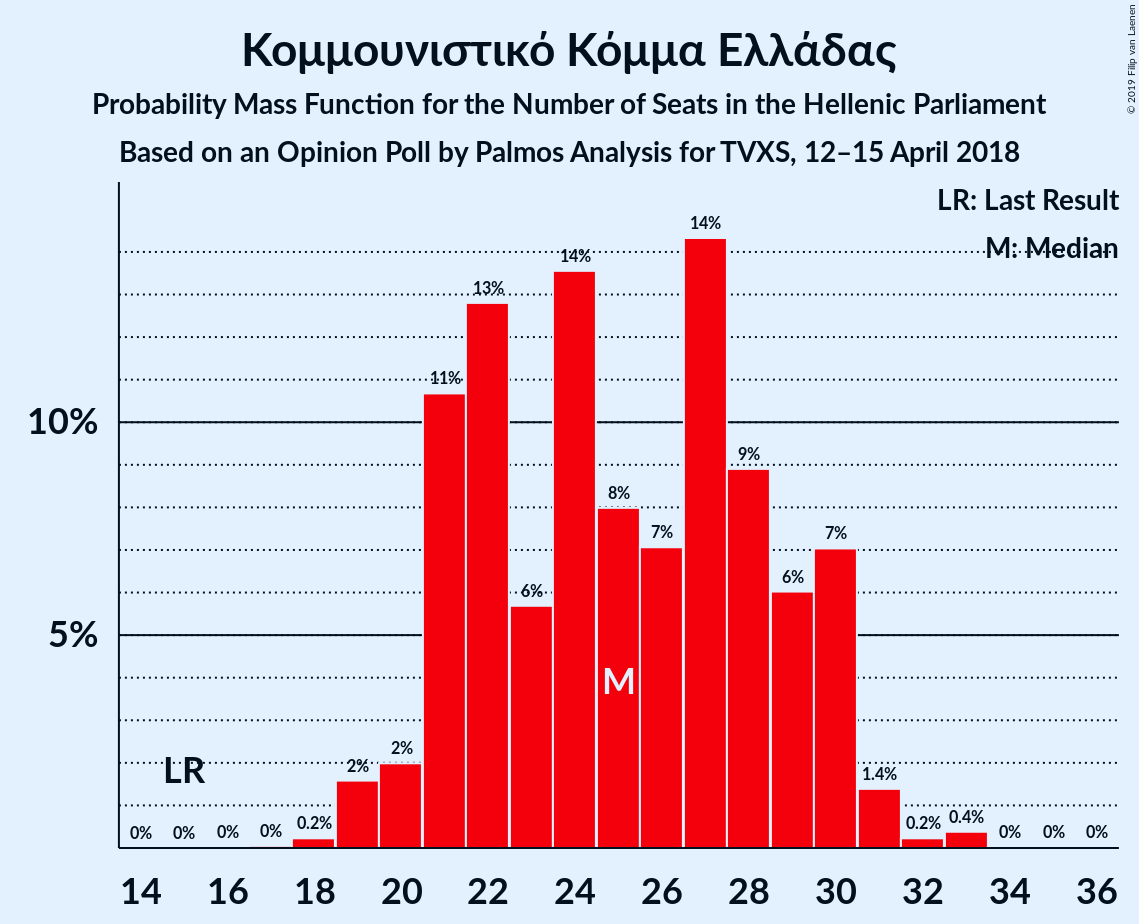 Κομμουνιστικό Κόμμα Ελλάδας
Probability Mass Function for the Number of Seats in the Hellenic Parliament
Based on an Opinion Poll by Palmos Analysis for TVXS, 12–15 April 2018
© 2019 Filip van Laenen
LR: Last Result
M: Median
14%
14%
13%
11%
10%
9%
8%
7%
7%
6%
6%
5%
M
LR
2%
2%
1.4%
0% 0% 0% 0% 0.2% 0.2% 0.4% 0% 0% 0%
14 16 18 20 22 24 26 28 30 32 34 36